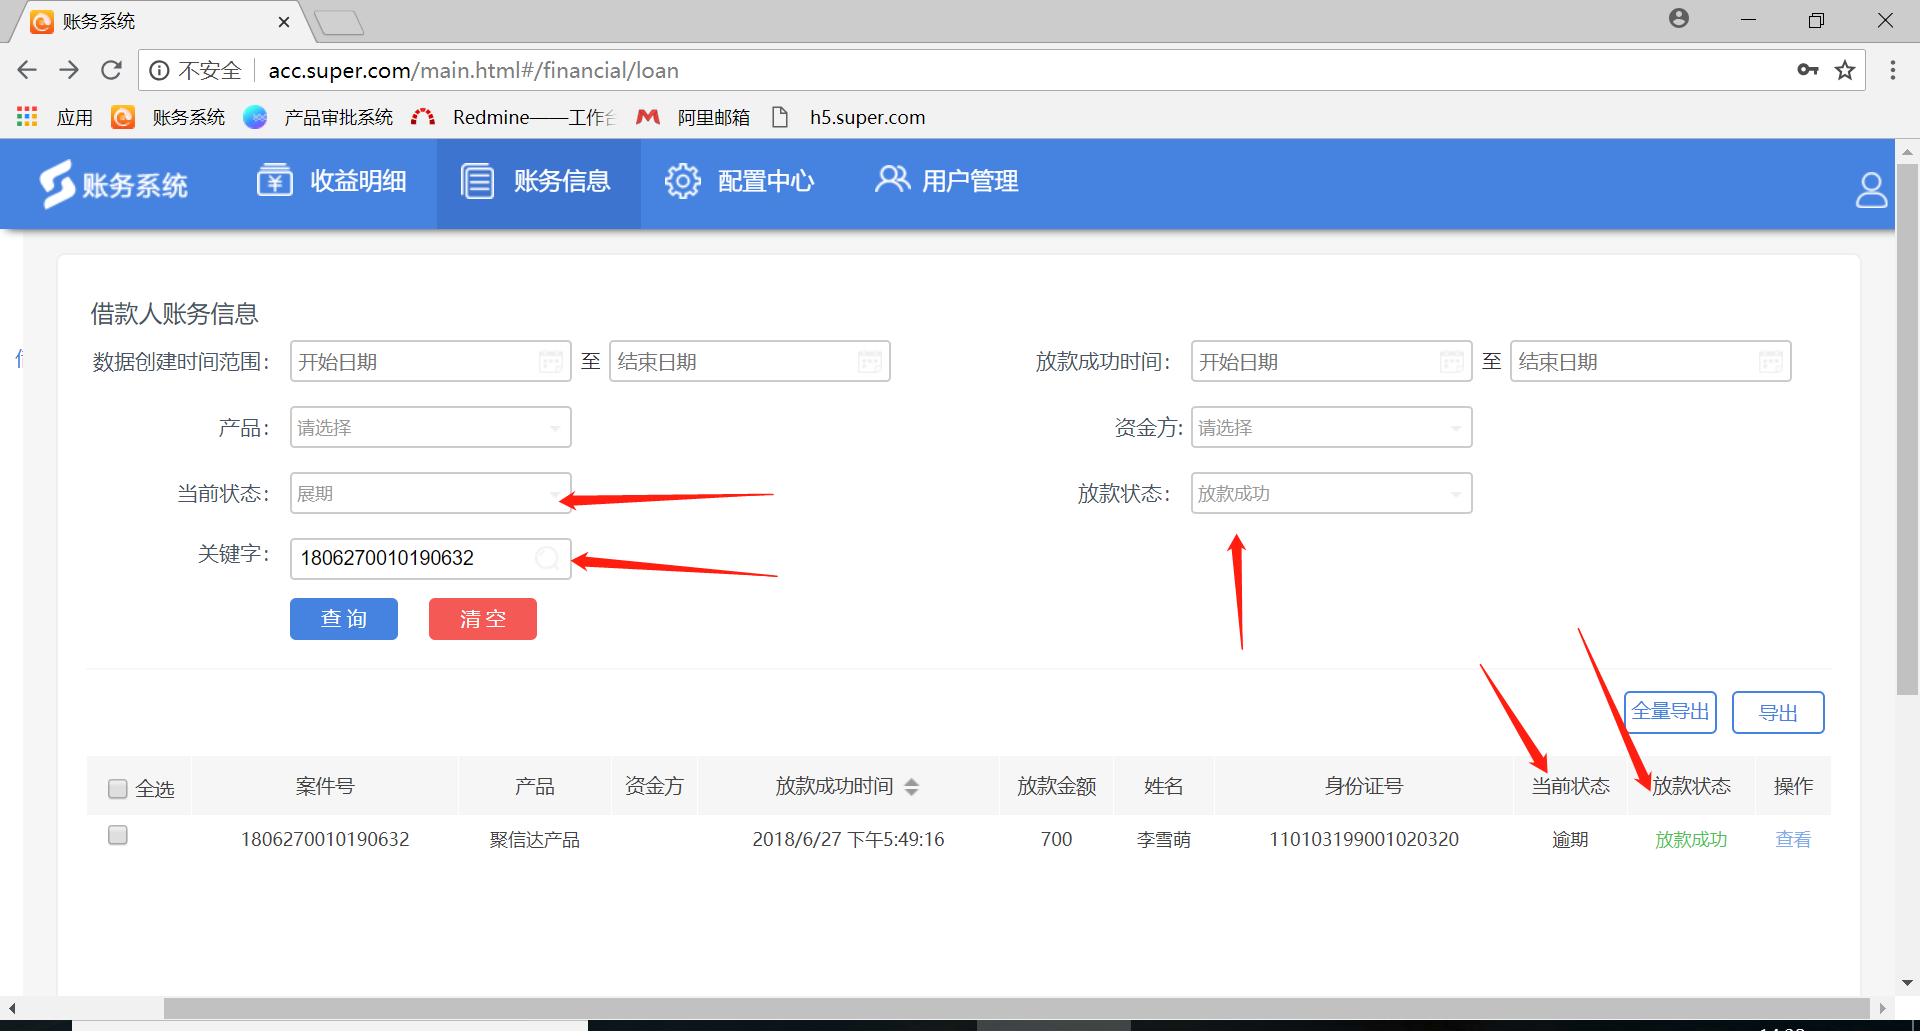 账务系统
不安全 acc.super.com/main.html#/financial/loan
应用 账务系统 产品审批系统 Redmine——工作台 阿里邮箱 h5.super.com
账务系统 收益明细 账务信息 配置中心 用户管理
借款人账务信息
数据创建时间范围: 开始日期 至 结束日期 放款成功时间: 开始日期 至 结束日期
产品: 请选择 资金方: 请选择
当前状态: 展期 放款状态: 放款成功
关键字: 1806270010190632
查 询 清 空
全量导出 导出
全选 案件号 产品 资金方 放款成功时间 放款金额 姓名 身份证号 当前状态 放款状态 操作
1806270010190632 聚信达产品 2018/6/27 下午5:49:16 700 李雪萌 110103199001020320 逾期 放款成功 查看